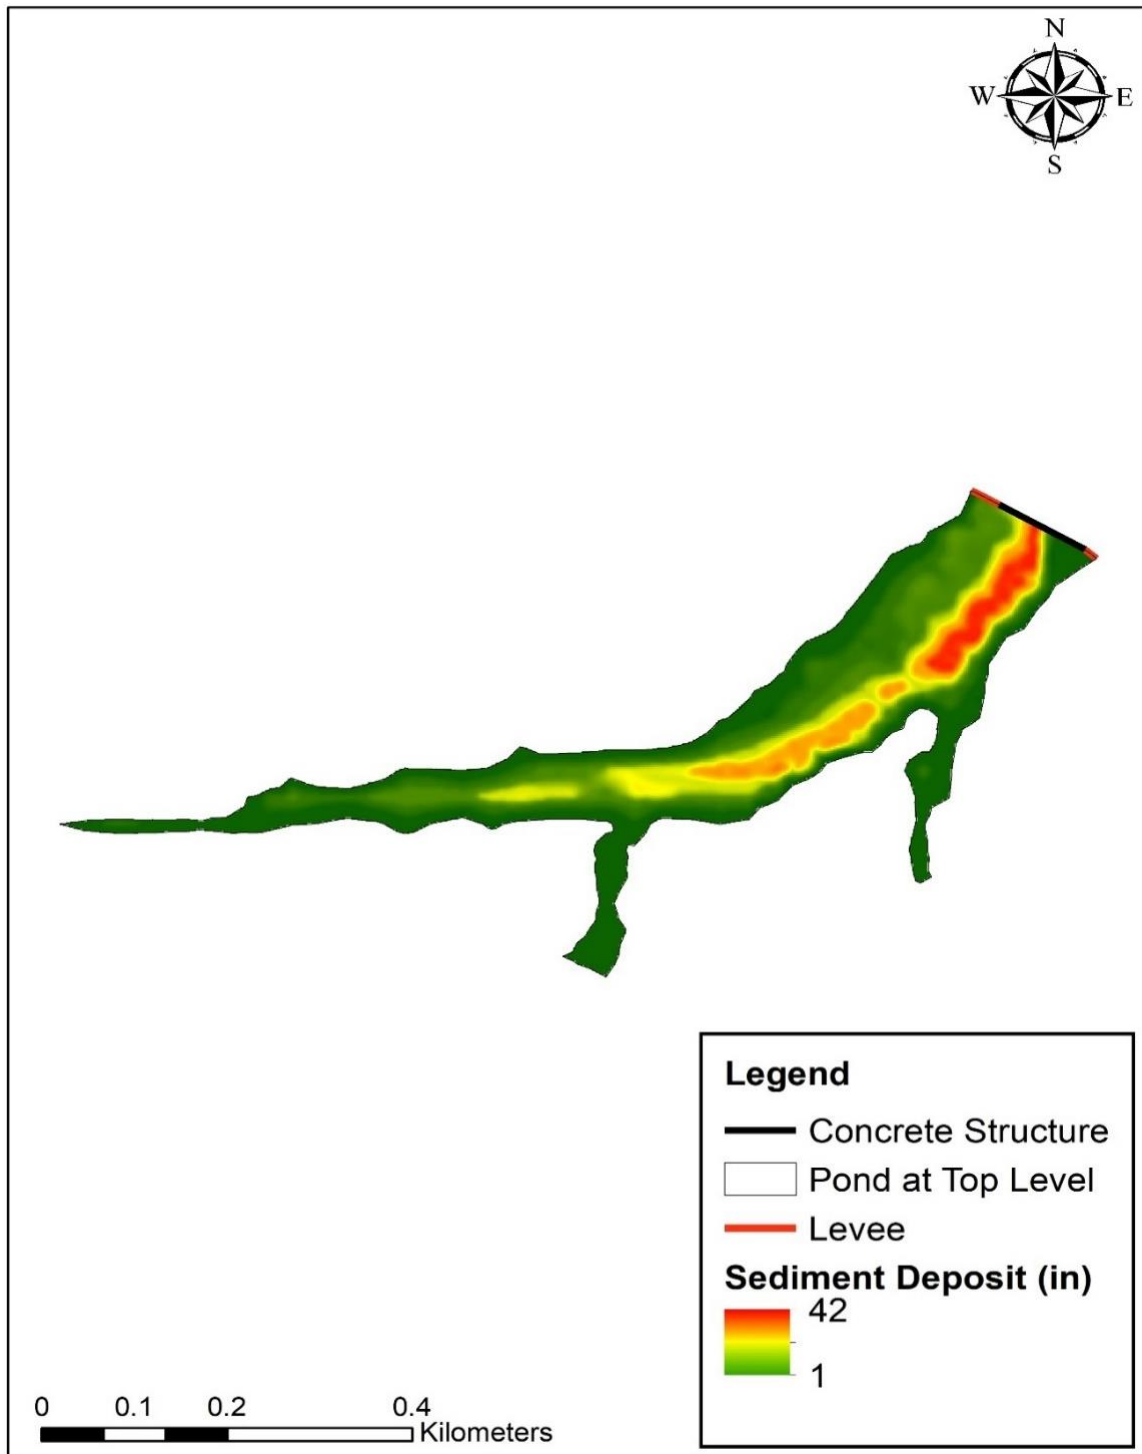 N
W E
S
Legend
Concrete Structure
Pond at Top Level
Levee
Sediment Deposit (in)
42
1
0 0.1 0.2 0.4
Kilometers